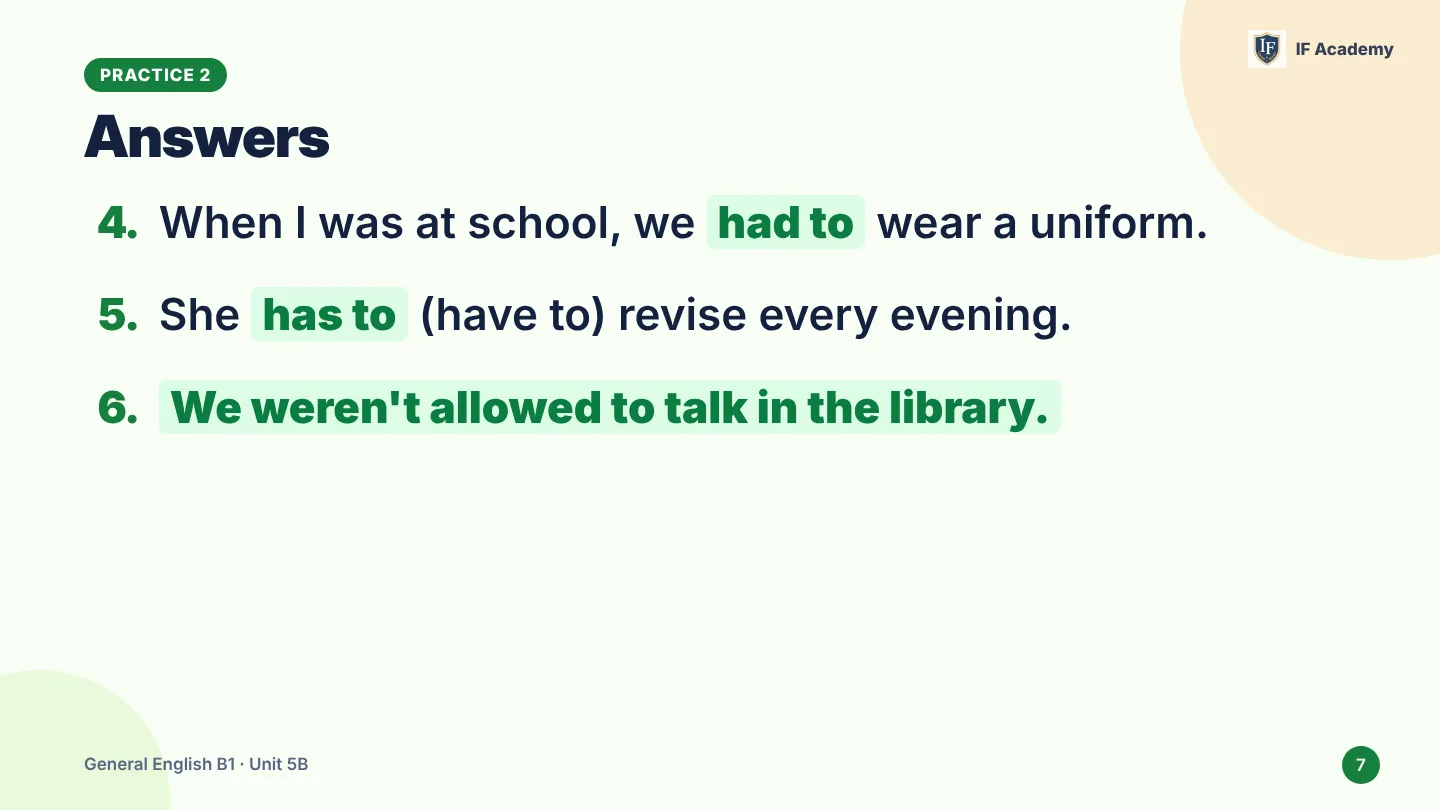 IF IF Academy
PRACTICE 2
Answers
4. When I was at school, we had to wear a uniform.
5. She has to (have to) revise every evening.
6. We weren't allowed to talk in the library.
General English B1 · Unit 5B
7